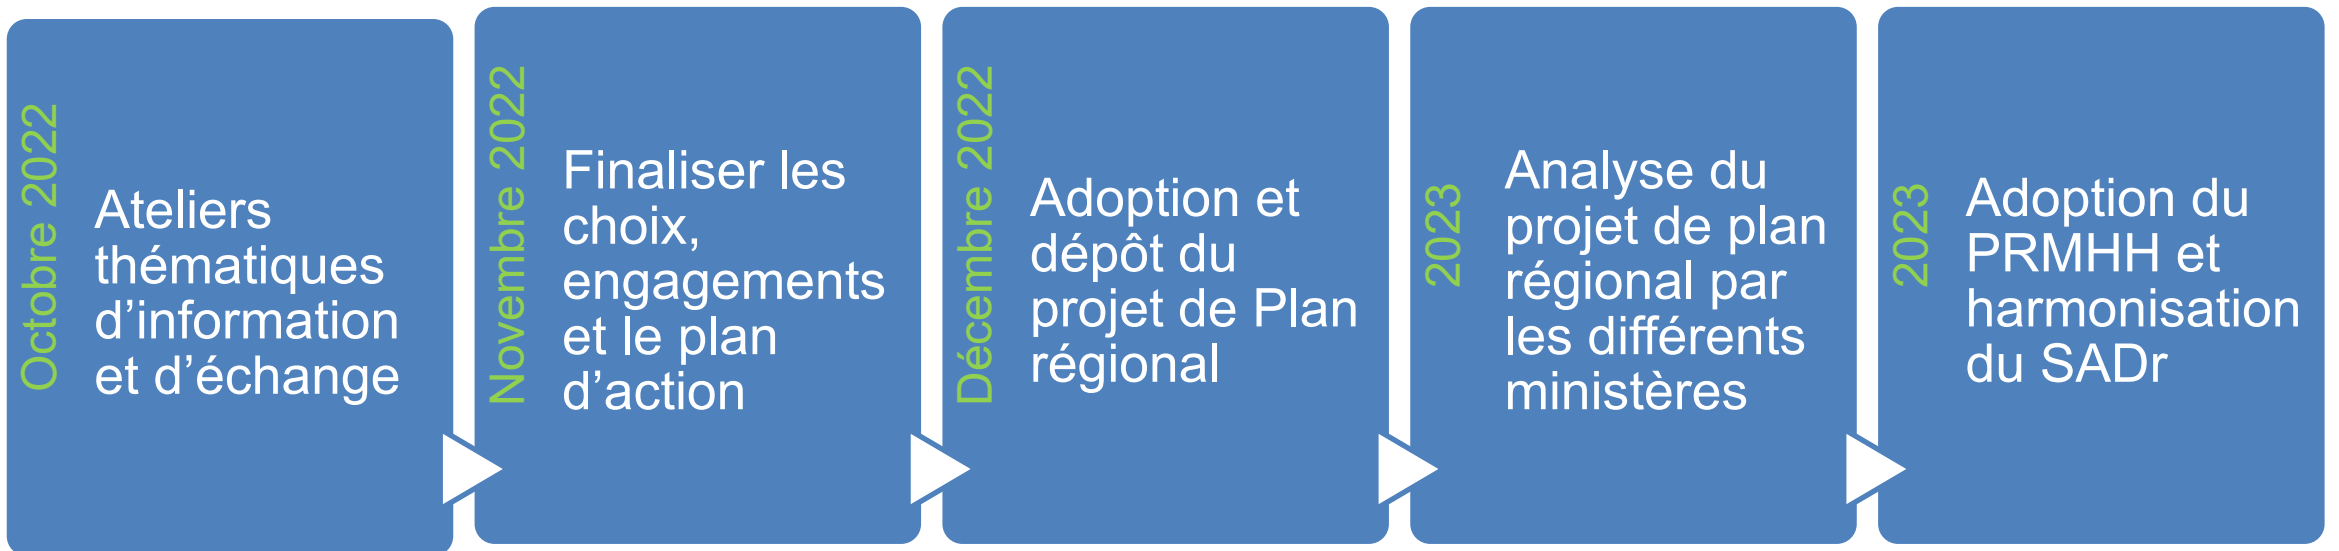 Octobre 2022
Ateliers
thématiques
d’information
et d’échange
Novembre 2022
Finaliser les
choix,
engagements
et le plan
d’action
Décembre 2022
Adoption et
dépôt du
projet de Plan
régional
2023
Analyse du
projet de plan
régional par
les différents
ministères
2023
Adoption du
PRMHH et
harmonisation
du SADr